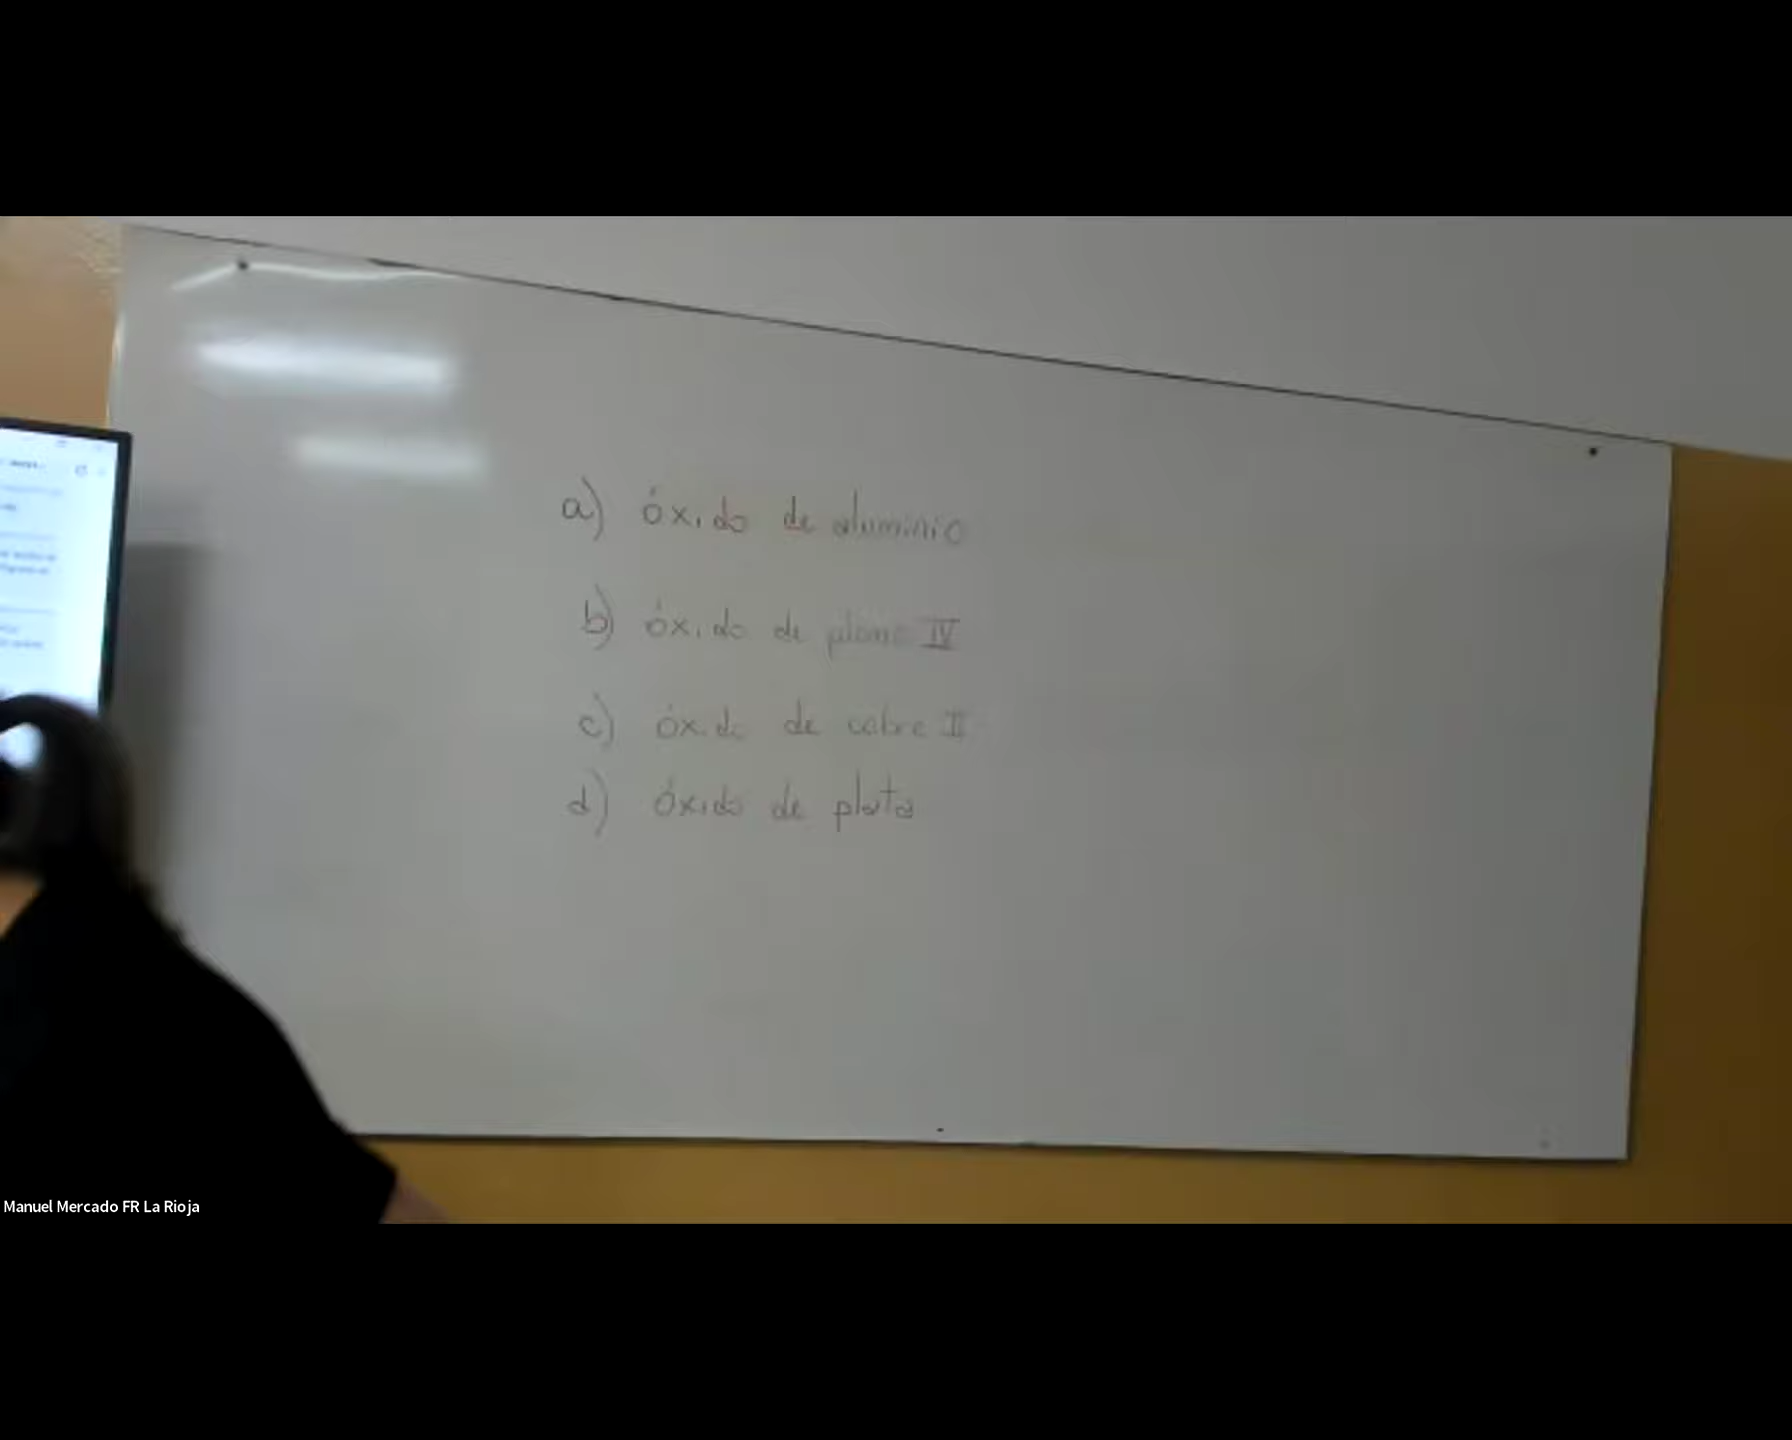 a) óxido de aluminio
b) óxido de plomo IV
c) óxido de cobre II
d) óxido de plata
Manuel Mercado FR La Rioja